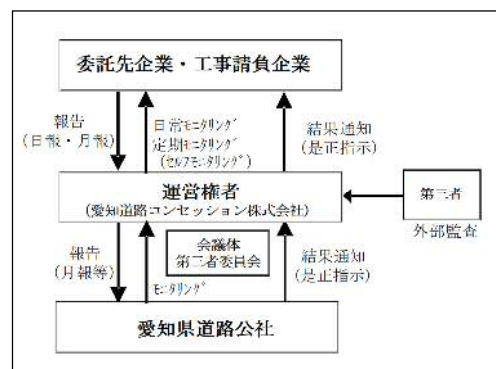 委託先企業・工事請負企業
報告
(日報・月報)
日常モニタリング
定期モニタリング
(セルフモニタリング)
結果通知
(是正指示)
運営権者
(愛知道路コンセッション株式会社)
第三者
外部監査
報告
(月報等)
会議体
第三者委員会
モニタリング
結果通知
(是正指示)
愛知県道路公社